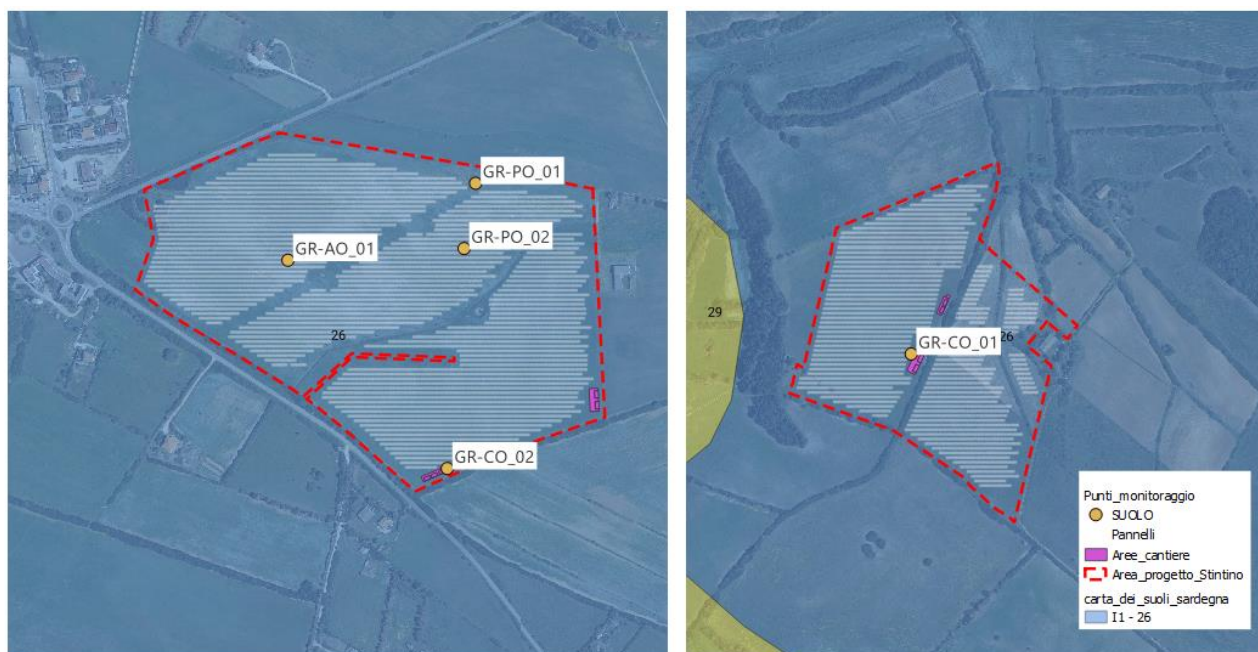 GR-PO_01
GR-PO_02
GR-AO_01
26
GR-CO_02
29
GR-CO_01
26
Punti_monitoraggio
SUOLO
Pannelli
Aree_cantiere
Area_progetto_Stintino
carta_dei_suoli_sardegna
I1 - 26